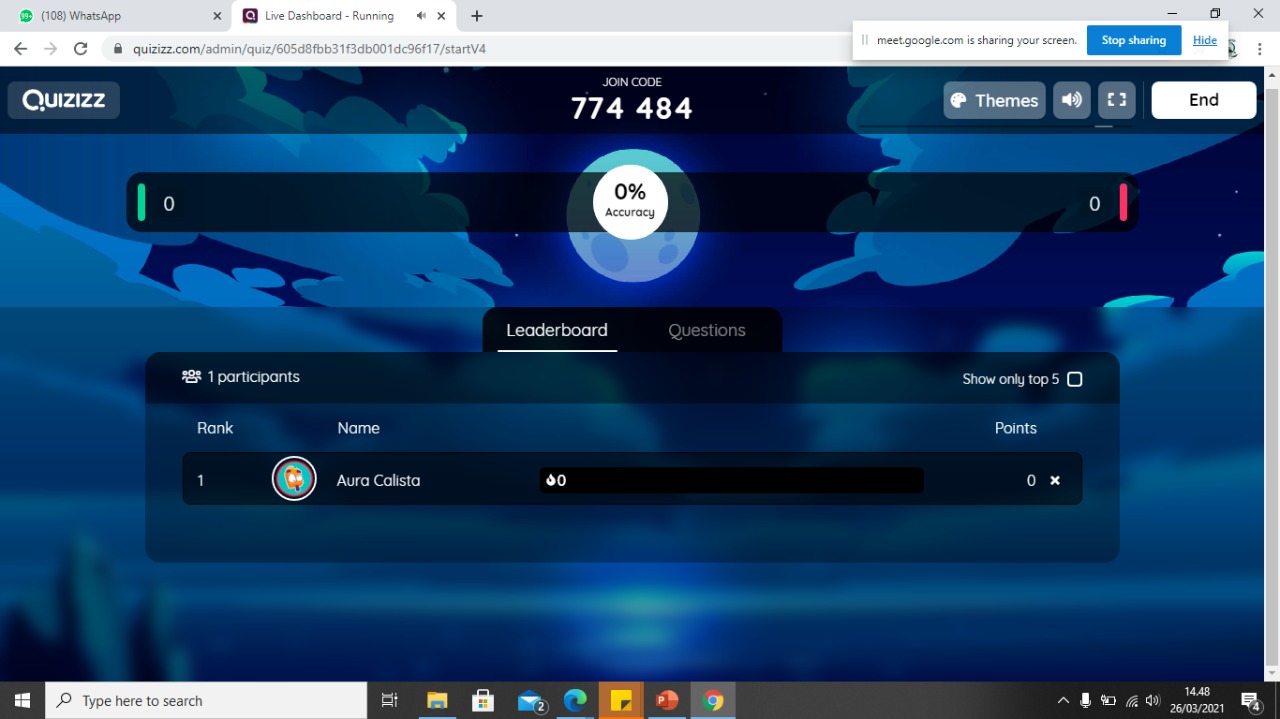 99+ (108) WhatsApp
Live Dashboard - Running
quizizz.com/admin/quiz/605d8fbb31f3db001dc96f17/startV4
meet.google.com is sharing your screen.
Stop sharing
Hide
Quizizz
JOIN CODE
774 484
Themes
End
0
0%
Accuracy
0
Leaderboard
Questions
1 participants
Show only top 5
Rank Name Points
1 Aura Calista 0 0
Type here to search
2
14.48
26/03/2021
4